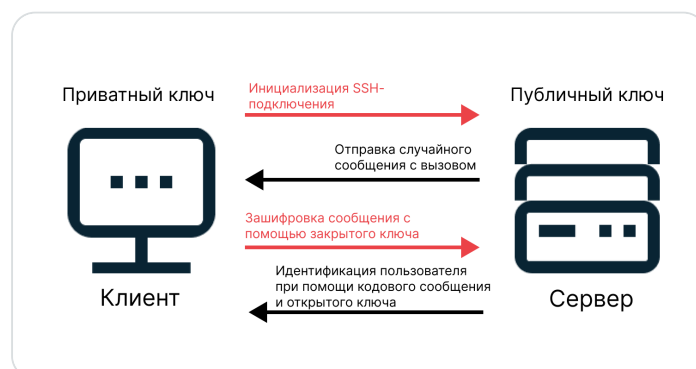 Приватный ключ
Публичный ключ
Инициализация SSH-
подключения
Отправка случайного
сообщения с вызовом
Зашифровка сообщения с
помощью закрытого ключа
Идентификация пользователя
при помощи кодового сообщения
и открытого ключа
Клиент
Сервер